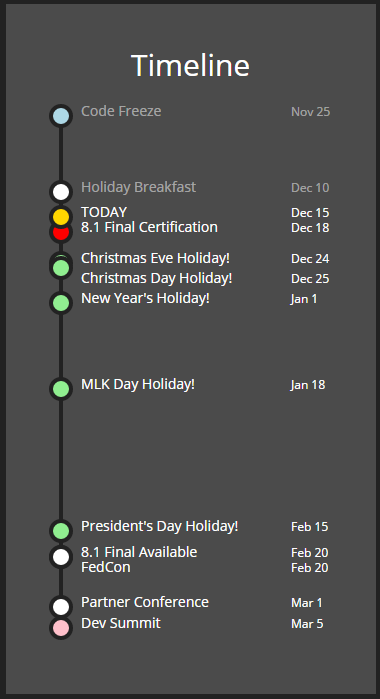 Timeline
Code Freeze Nov 25
Holiday Breakfast Dec 10
TODAY Dec 15
8.1 Final Certification Dec 18
Christmas Eve Holiday! Dec 24
Christmas Day Holiday! Dec 25
New Year's Holiday! Jan 1
MLK Day Holiday! Jan 18
President's Day Holiday! Feb 15
8.1 Final Available Feb 20
FedCon Feb 20
Partner Conference Mar 1
Dev Summit Mar 5